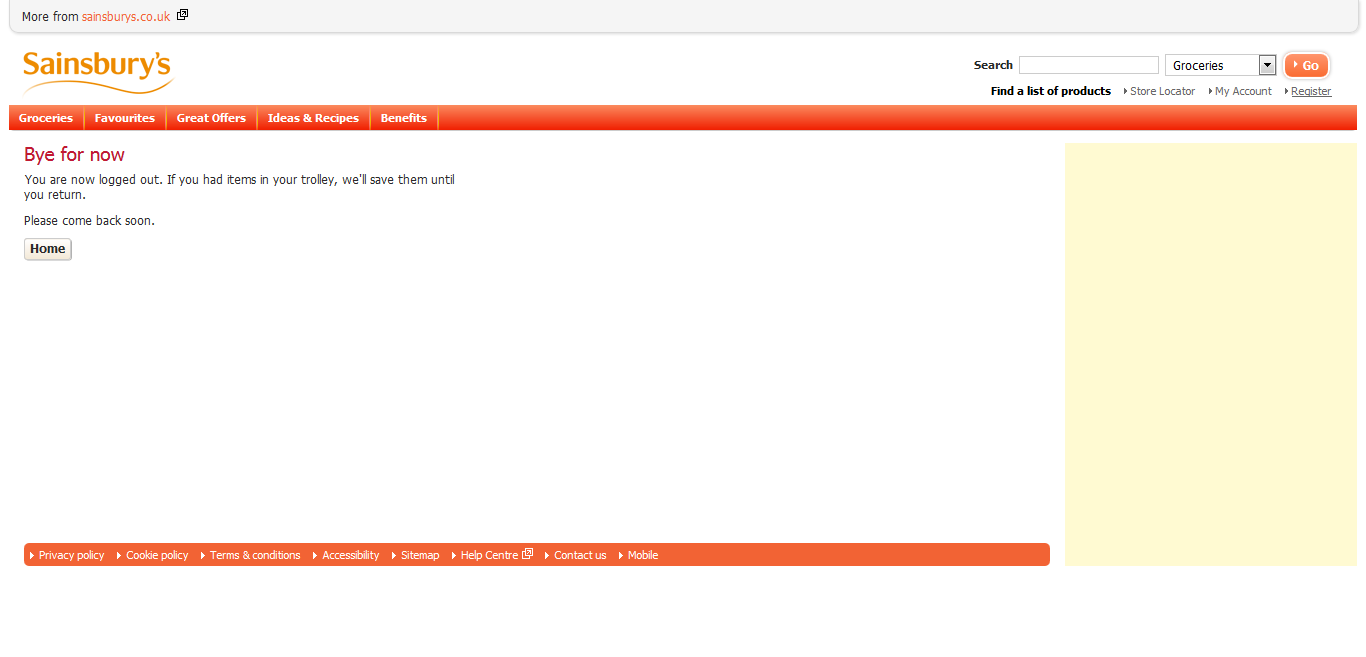 More from sainsburys.co.uk
Sainsbury's
Search Groceries Go
Find a list of products Store Locator My Account Register
Groceries Favourites Great Offers Ideas & Recipes Benefits
Bye for now
You are now logged out. If you had items in your trolley, we'll save them until
you return.
Please come back soon.
Home
Privacy policy Cookie policy Terms & conditions Accessibility Sitemap Help Centre Contact us Mobile